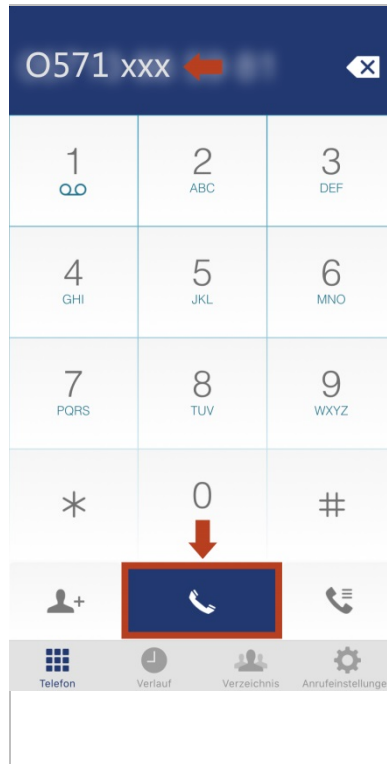 O571 xxx
1 2 3
ABC DEF
4 5 6
GHI JKL MNO
7 8 9
PQRS TUV WXYZ
* 0 #
+
Telefon Verlauf Verzeichnis Anrufeinstellunge